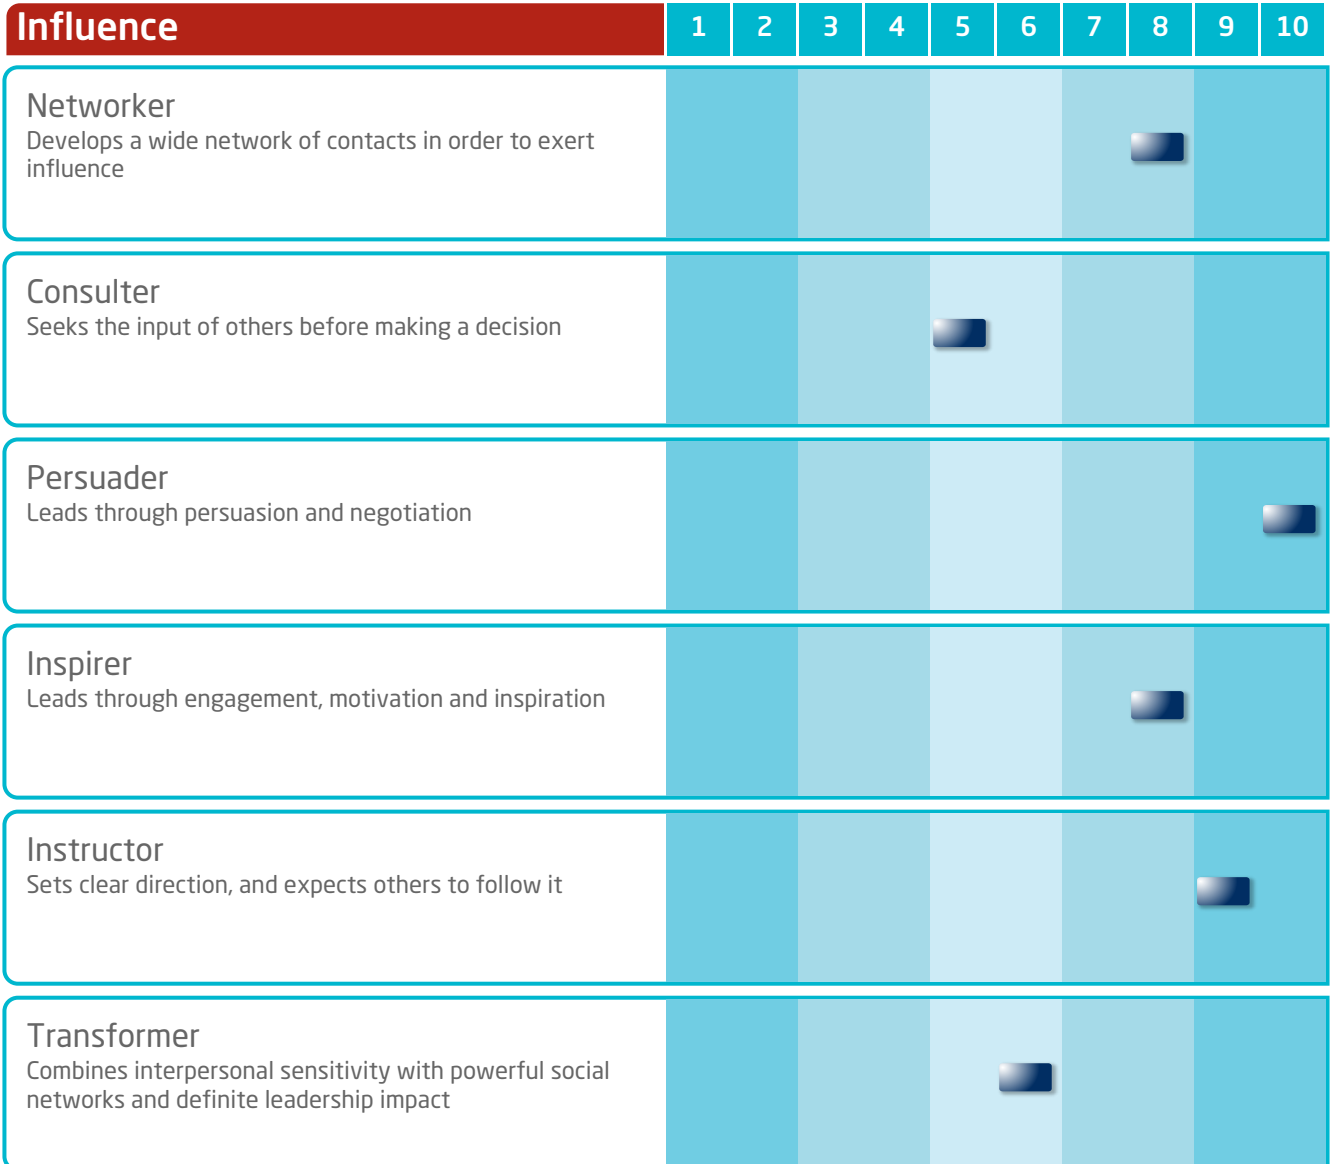 Influence 1 2 3 4 5 6 7 8 9 10
Networker
Develops a wide network of contacts in order to exert
influence
Consulter
Seeks the input of others before making a decision
Persuader
Leads through persuasion and negotiation
Inspirer
Leads through engagement, motivation and inspiration
Instructor
Sets clear direction, and expects others to follow it
Transformer
Combines interpersonal sensitivity with powerful social
networks and definite leadership impact